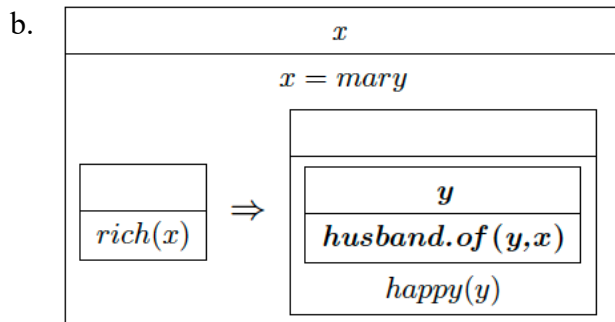 b.
x
x = mary
rich(x) ⇒
y
husband.of(y,x)
happy(y)